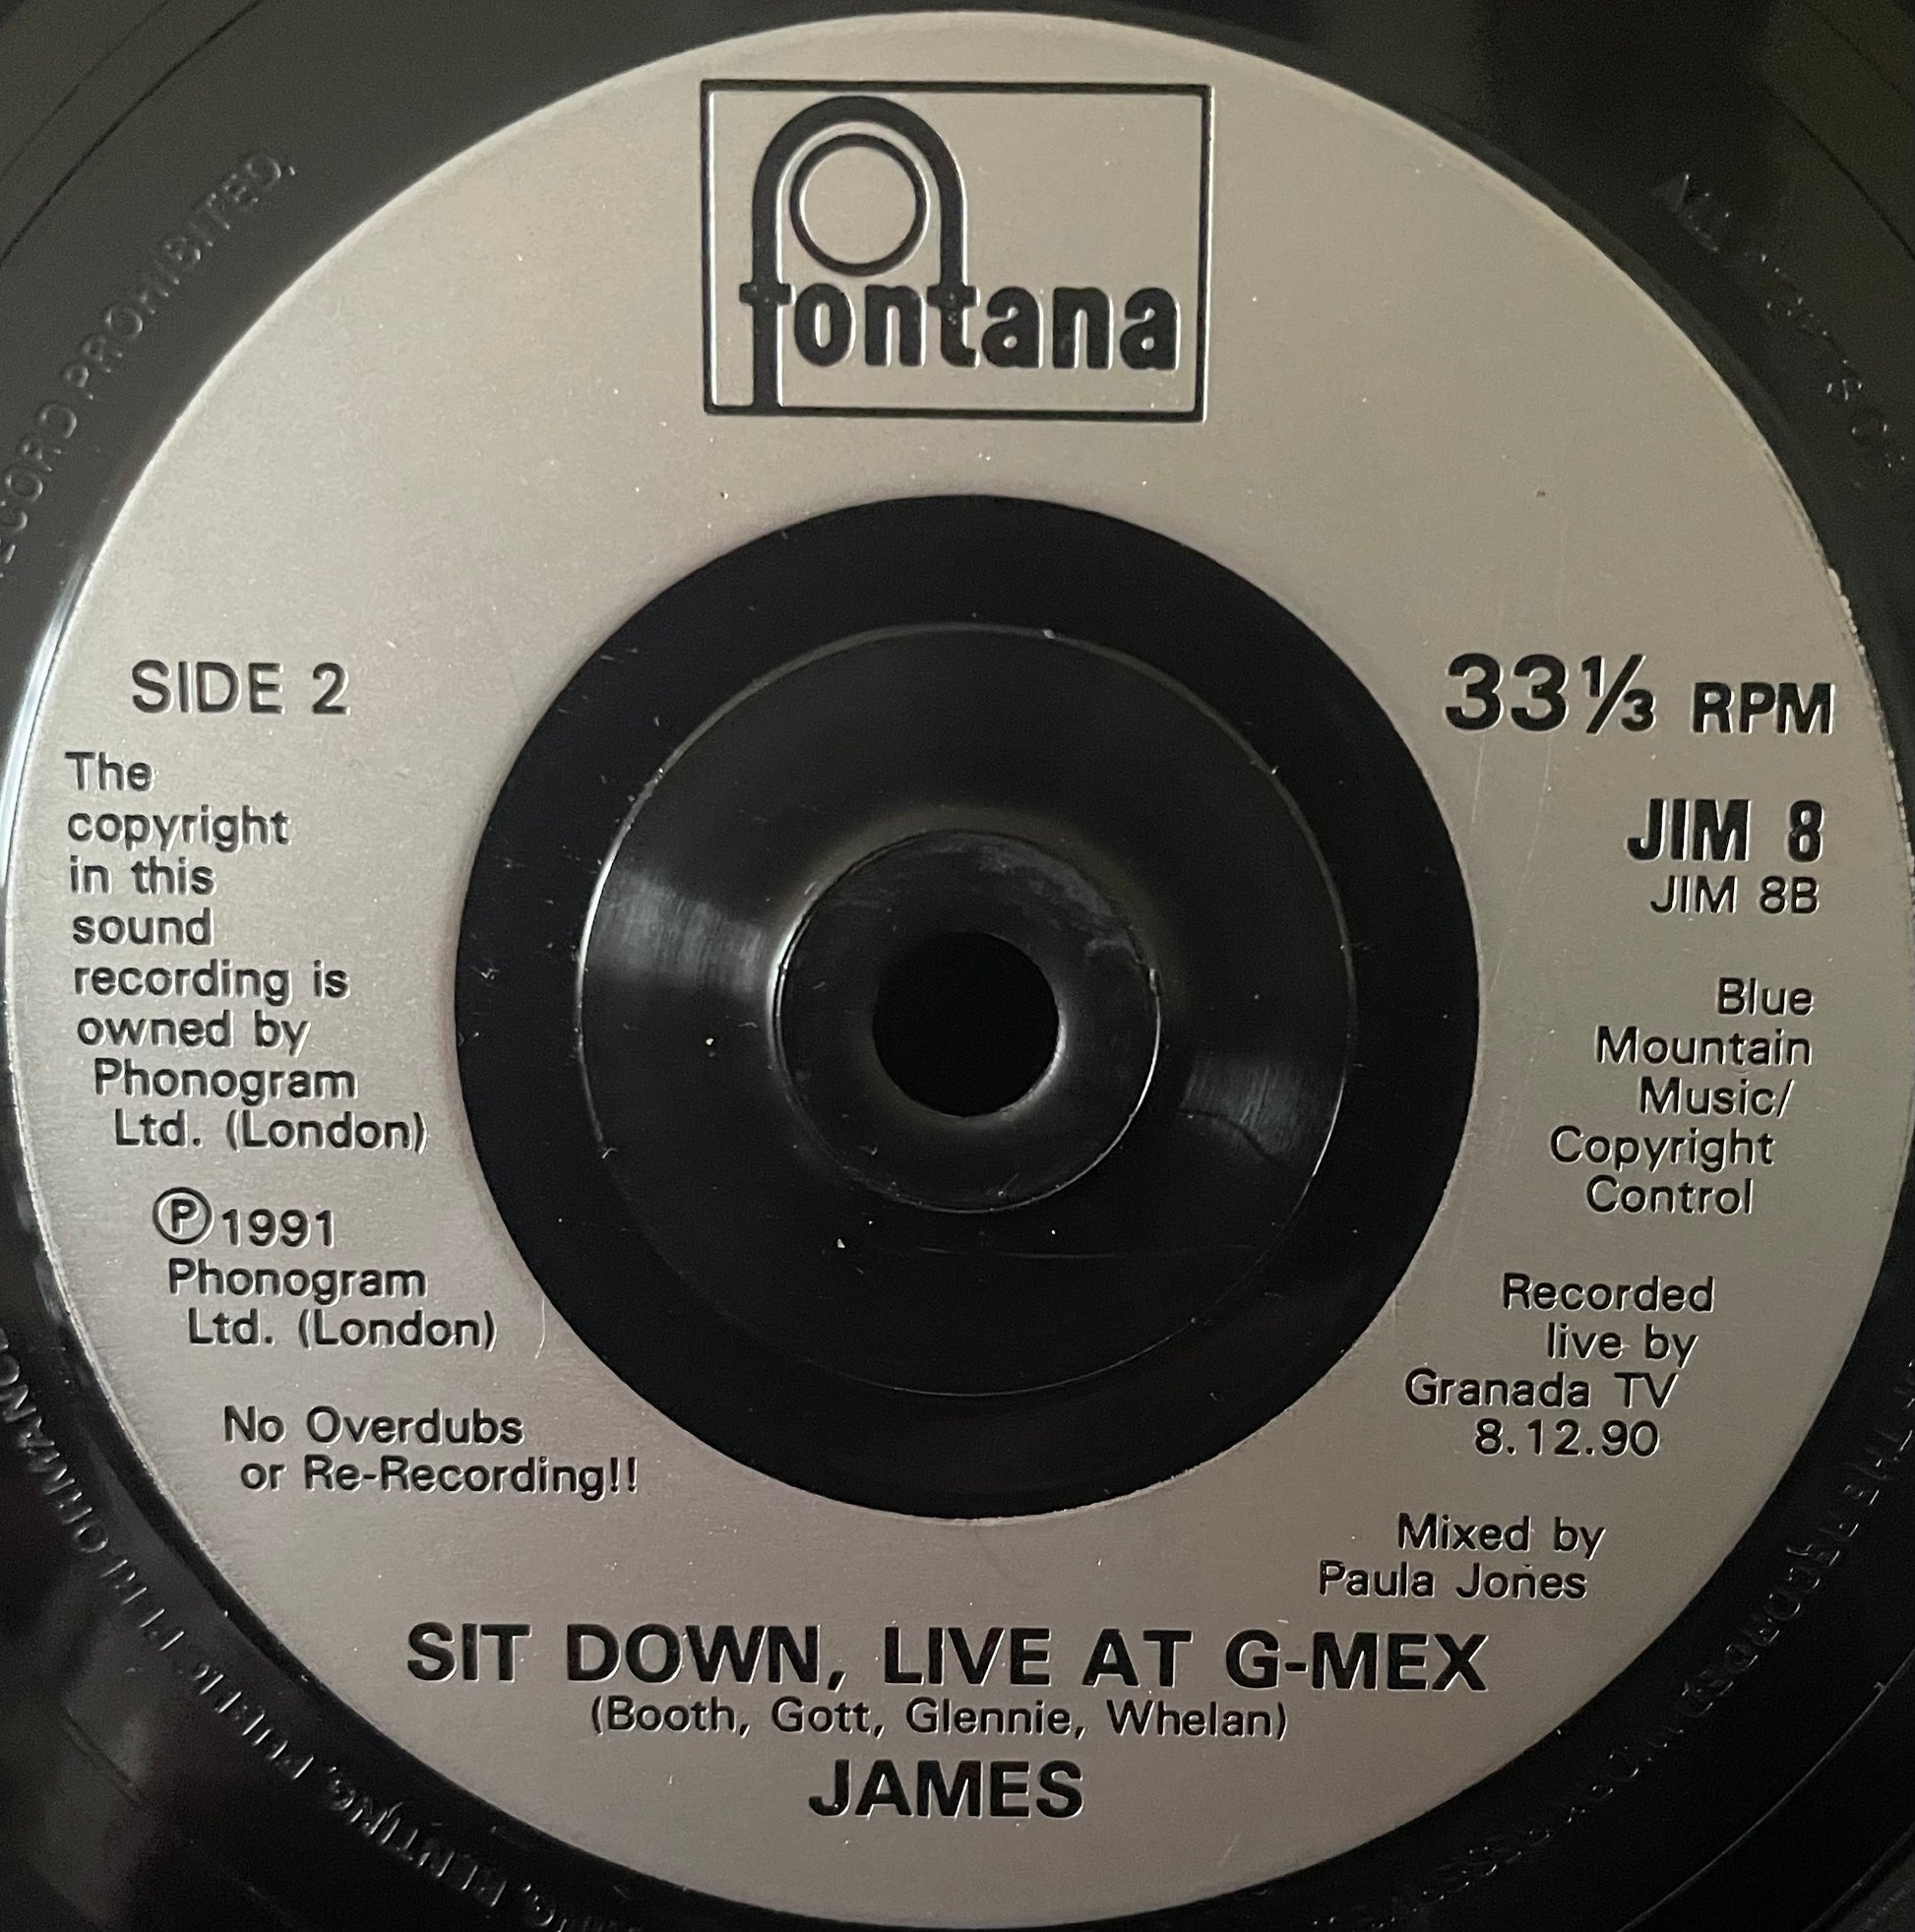 fontana
SIDE 2
The
copyright
in this
sound
recording is
owned by
Phonogram
Ltd. (London)
Ⓟ1991
Phonogram
Ltd. (London)
No Overdubs
or Re-Recording!!
33⅓ RPM
JIM 8
JIM 8B
Blue
Mountain
Music/
Copyright
Control
Recorded
live by
Granada TV
8.12.90
Mixed by
Paula Jones
SIT DOWN, LIVE AT G-MEX
(Booth, Gott, Glennie, Whelan)
JAMES
RECORD PROHIBITED.